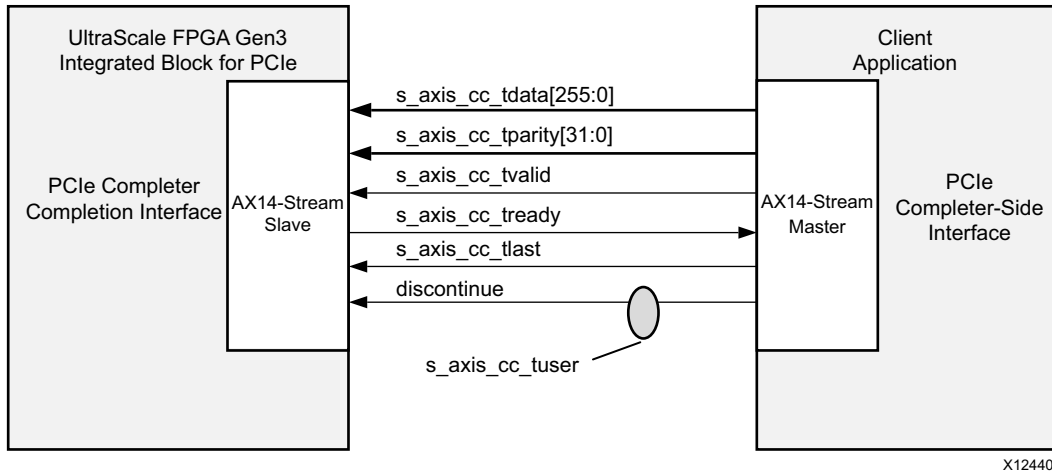 UltraScale FPGA Gen3
Integrated Block for PCIe
Client
Application
s_axis_cc_tdata[255:0]
s_axis_cc_tparity[31:0]
s_axis_cc_tvalid
s_axis_cc_tready
s_axis_cc_tlast
discontinue
s_axis_cc_tuser
PCIe Completer
Completion Interface
AX14-Stream
Slave
AX14-Stream
Master
PCIe
Completer-Side
Interface
X12440